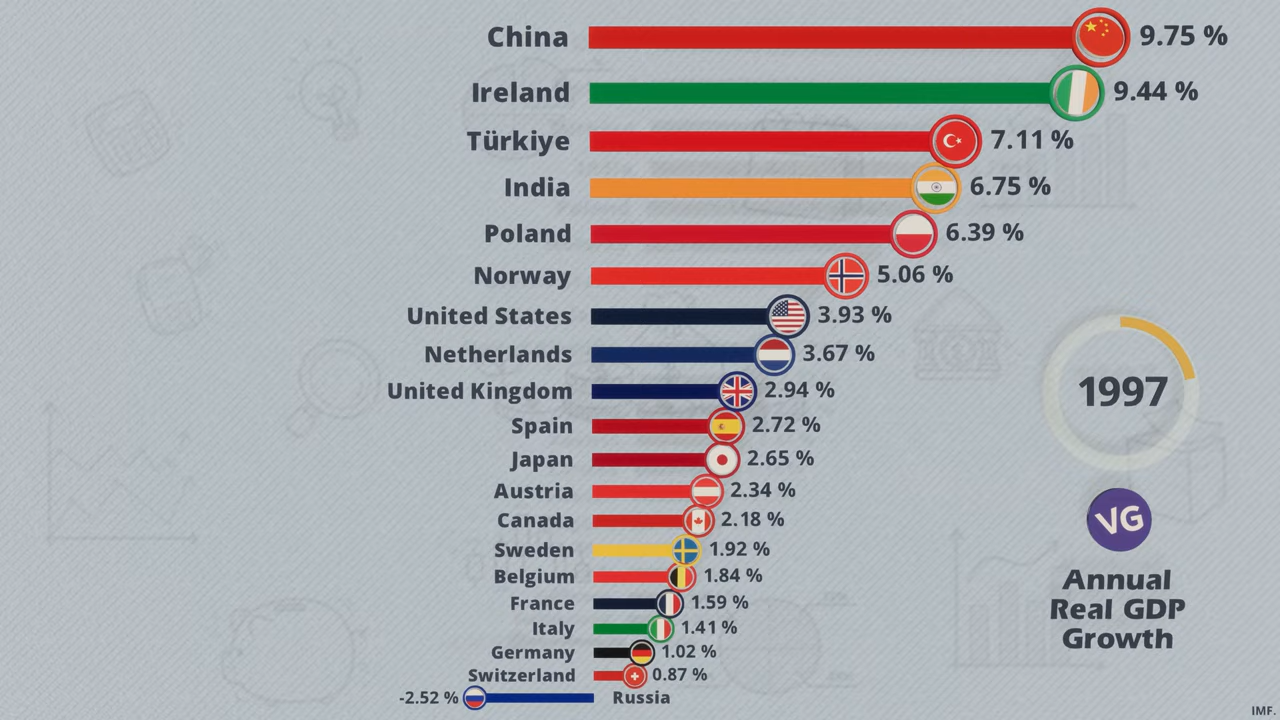 China 9.75 %
Ireland 9.44 %
Türkiye 7.11 %
India 6.75 %
Poland 6.39 %
Norway 5.06 %
United States 3.93 %
Netherlands 3.67 %
United Kingdom 2.94 %
Spain 2.72 %
Japan 2.65 %
Austria 2.34 %
Canada 2.18 %
Sweden 1.92 %
Belgium 1.84 %
France 1.59 %
Italy 1.41 %
Germany 1.02 %
Switzerland 0.87 %
-2.52 % Russia
1997
VG
Annual
Real GDP
Growth
IMF.